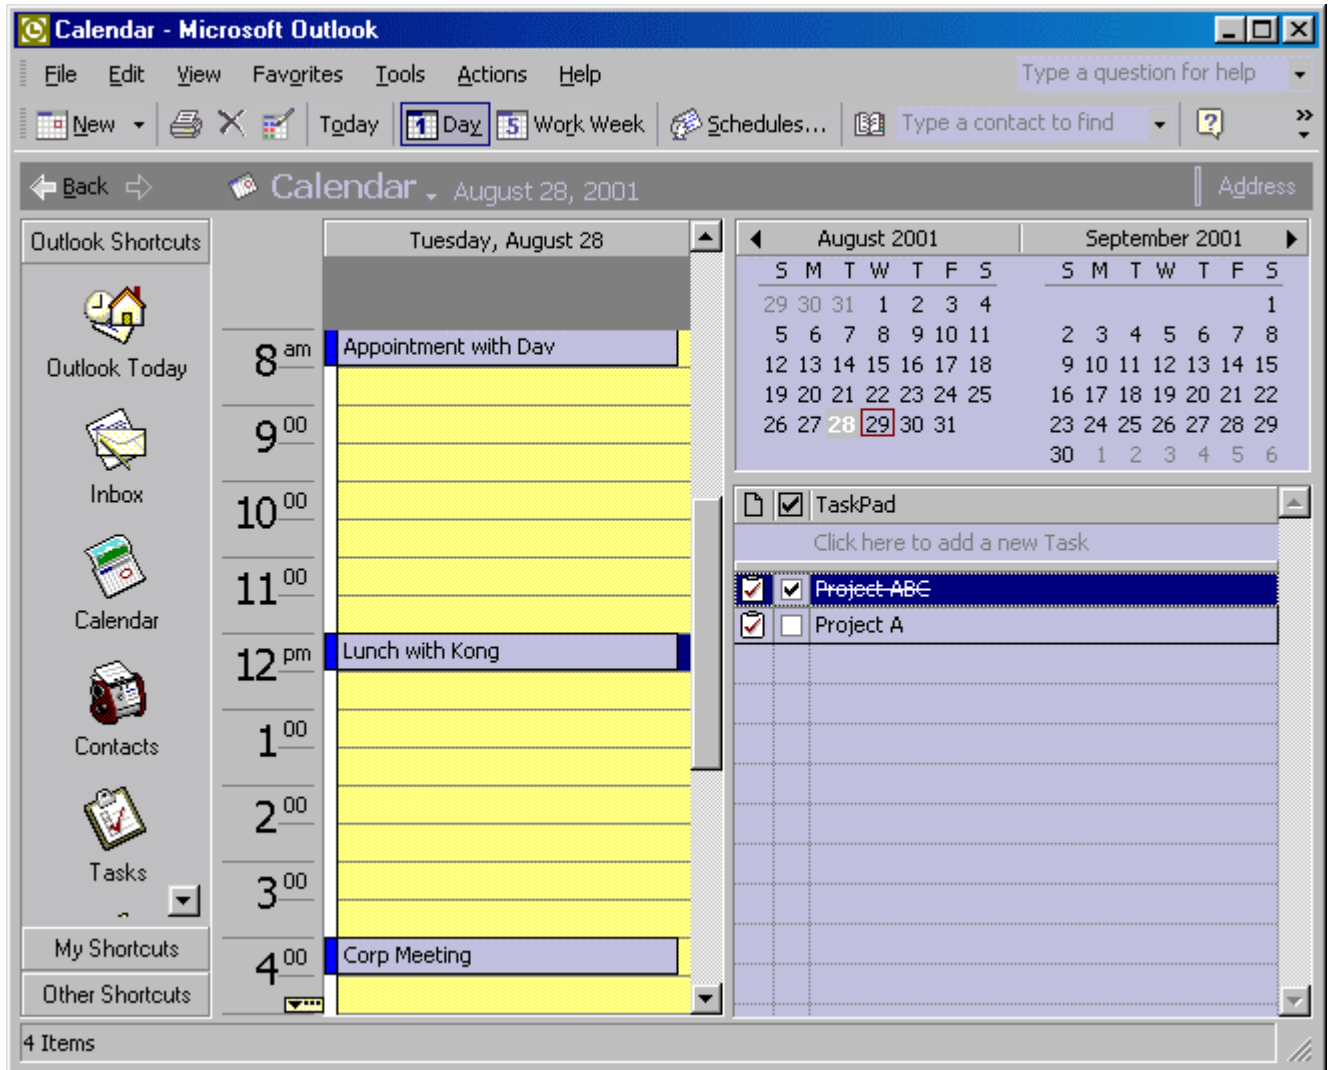 Calendar - Microsoft Outlook
File Edit View Favorites Tools Actions Help Type a question for help
New Today 1 Day 5 Work Week Schedules... Type a contact to find
Back Calendar August 28, 2001 Address
Outlook Shortcuts
Outlook Today
Inbox
Calendar
Contacts
Tasks
My Shortcuts
Other Shortcuts
Tuesday, August 28
8 am Appointment with Dav
9 00
10 00
11 00
12 pm Lunch with Kong
1 00
2 00
3 00
4 00 Corp Meeting
August 2001
S M T W T F S
29 30 31 1 2 3 4
5 6 7 8 9 10 11
12 13 14 15 16 17 18
19 20 21 22 23 24 25
26 27 28 29 30 31
September 2001
S M T W T F S
1
2 3 4 5 6 7 8
9 10 11 12 13 14 15
16 17 18 19 20 21 22
23 24 25 26 27 28 29
30 1 2 3 4 5 6
TaskPad
Click here to add a new Task
Project ABC
Project A
4 Items